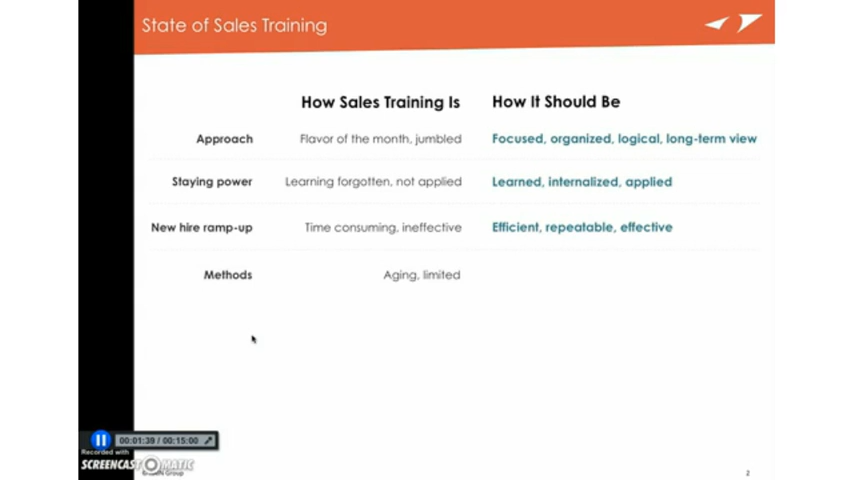 State of Sales Training
How Sales Training Is How It Should Be
Approach Flavor of the month, jumbled Focused, organized, logical, long-term view
Staying power Learning forgotten, not applied Learned, internalized, applied
New hire ramp-up Time consuming, ineffective Efficient, repeatable, effective
Methods Aging, limited
00:01:39 / 00:15:00
Recorded with
SCREENCAST MATIC
Group 2